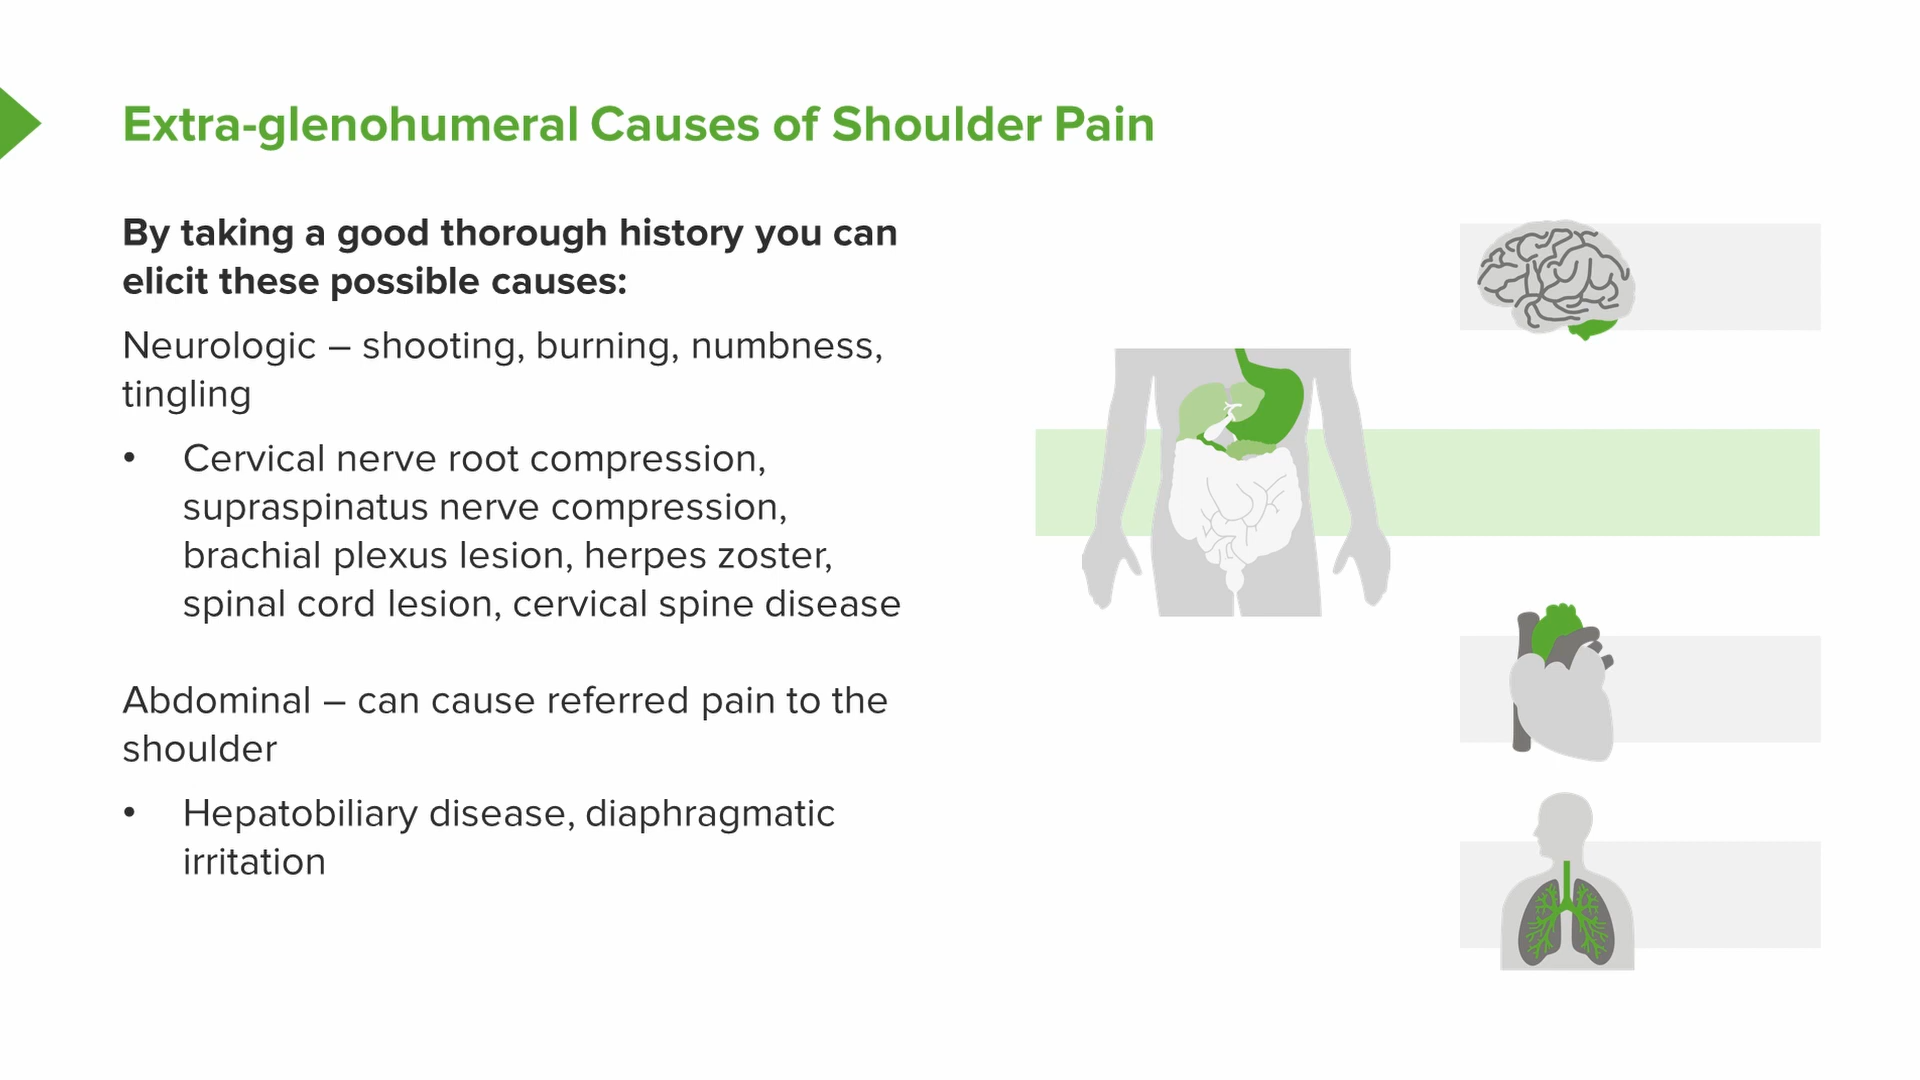 Extra-glenohumeral Causes of Shoulder Pain
By taking a good thorough history you can
elicit these possible causes:
Neurologic – shooting, burning, numbness,
tingling
• Cervical nerve root compression,
supraspinatus nerve compression,
brachial plexus lesion, herpes zoster,
spinal cord lesion, cervical spine disease
Abdominal – can cause referred pain to the
shoulder
• Hepatobiliary disease, diaphragmatic
irritation